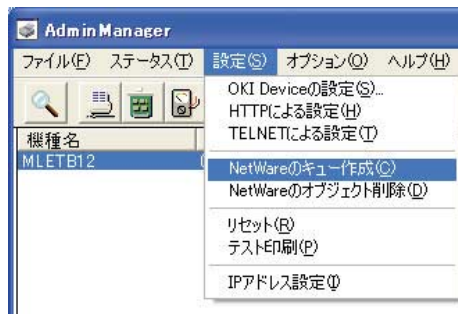 AdminManager
ファイル(F) ステータス(T) 設定(S) オプション(O) ヘルプ(H)
OKI Deviceの設定(S)...
HTTPによる設定(H)
TELNETによる設定(T)
機種名
MLETB12
NetWareのキュー作成(C)
NetWareのオブジェクト削除(D)
リセット(R)
テスト印刷(P)
IPアドレス設定(I)